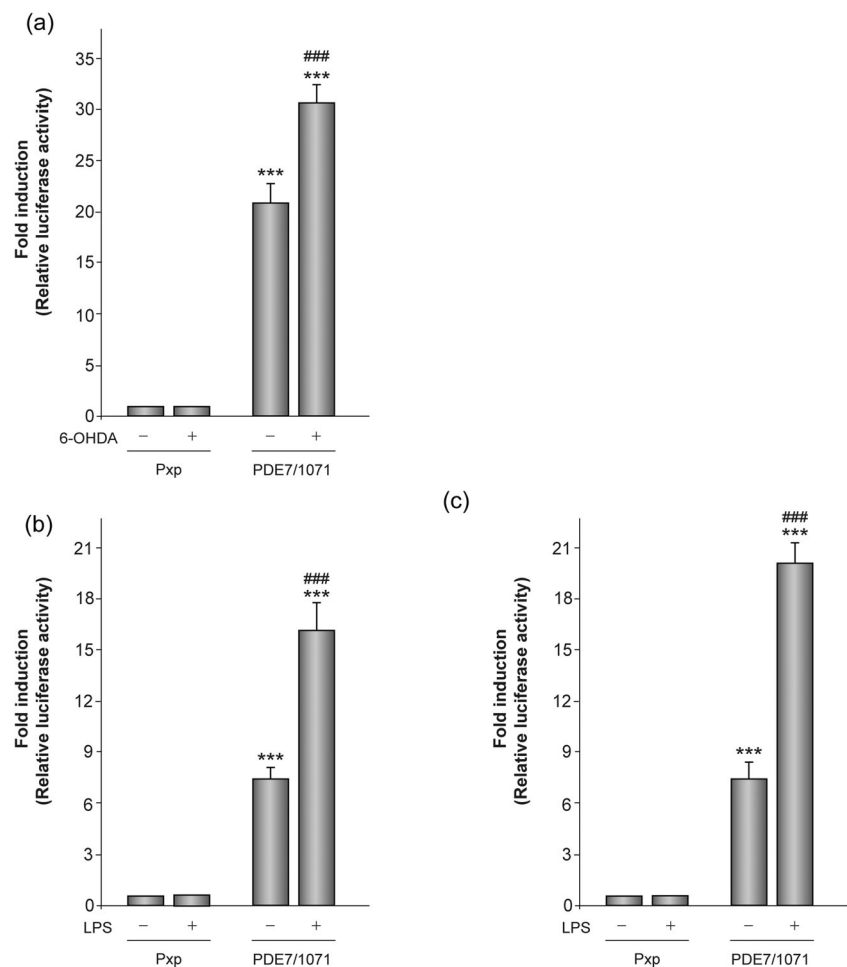 (a)
Fold induction
(Relative luciferase activity)
35
30
25
20
15
10
5
0
***
###
***
6-OHDA − + − +
Pxp PDE7/1071
(b)
Fold induction
(Relative luciferase activity)
21
18
15
12
9
6
3
0
***
###
***
LPS − + − +
Pxp PDE7/1071
(c)
Fold induction
(Relative luciferase activity)
21
18
15
12
9
6
3
0
***
###
***
LPS − + − +
Pxp PDE7/1071